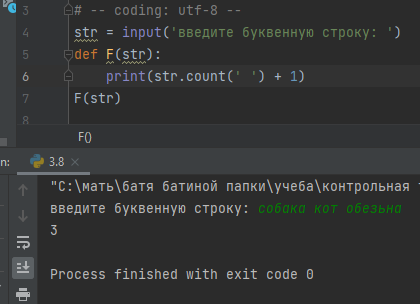 3 # -- coding: utf-8 --
4 str = input('введите буквенную строку: ')
5 def F(str):
6 print(str.count(' ') + 1)
7 F(str)
F()
n: 3.8 ×
"C:\мать\батя батиной папки\учеба\контрольная
введите буквенную строку: собака кот обезьна
3
Process finished with exit code 0